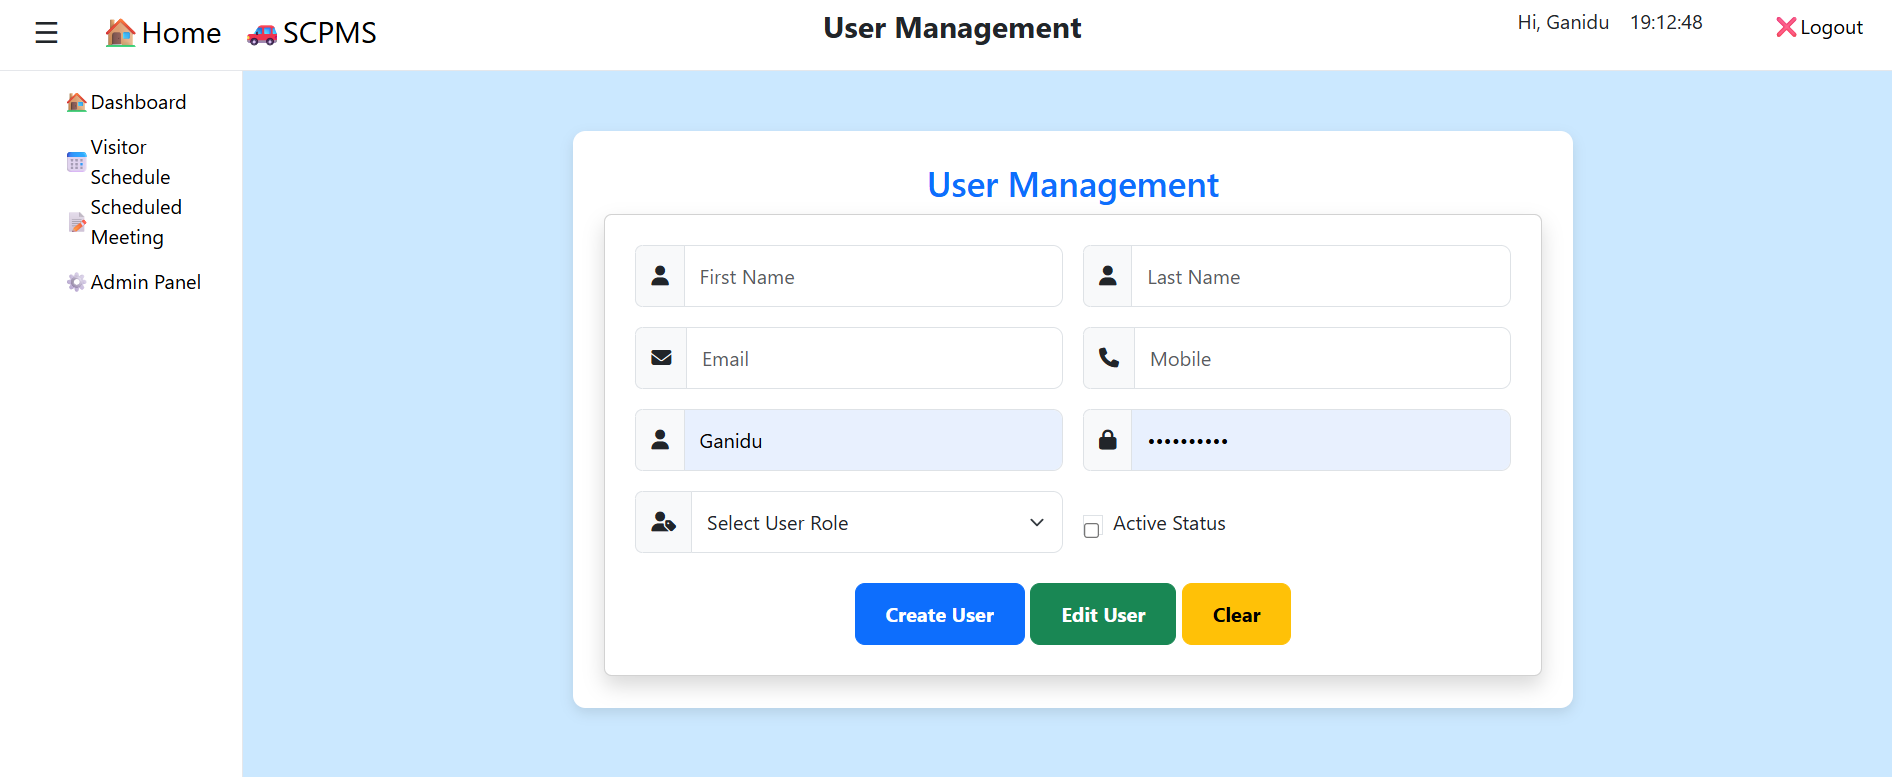 ☰ Home SCPMS
User Management
Hi, Ganidu 19:12:48
Logout
Dashboard
Visitor
Schedule
Scheduled
Meeting
Admin Panel
User Management
First Name
Last Name
Email
Mobile
Ganidu
••••••••••
Select User Role
Active Status
Create User
Edit User
Clear